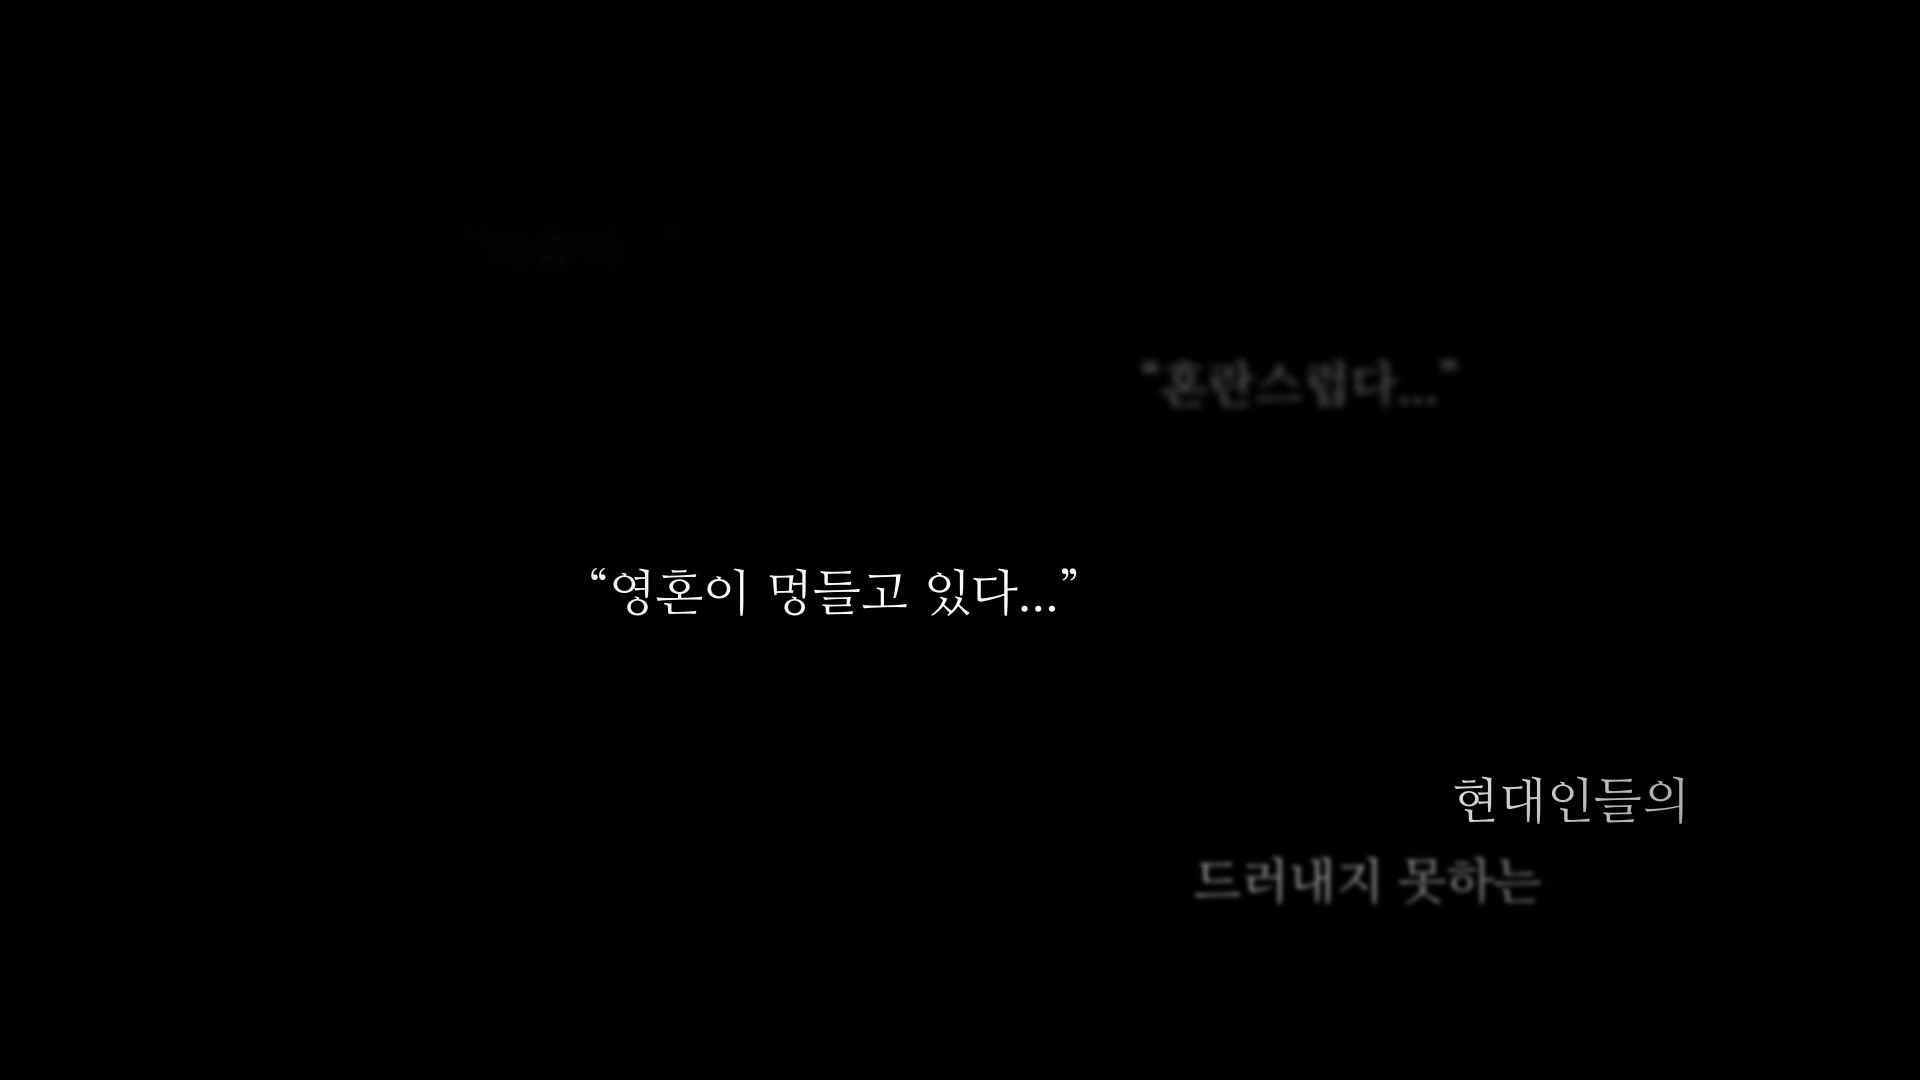 “혼란스럽다...”
“영혼이 멍들고 있다...”
현대인들의
드러내지 못하는